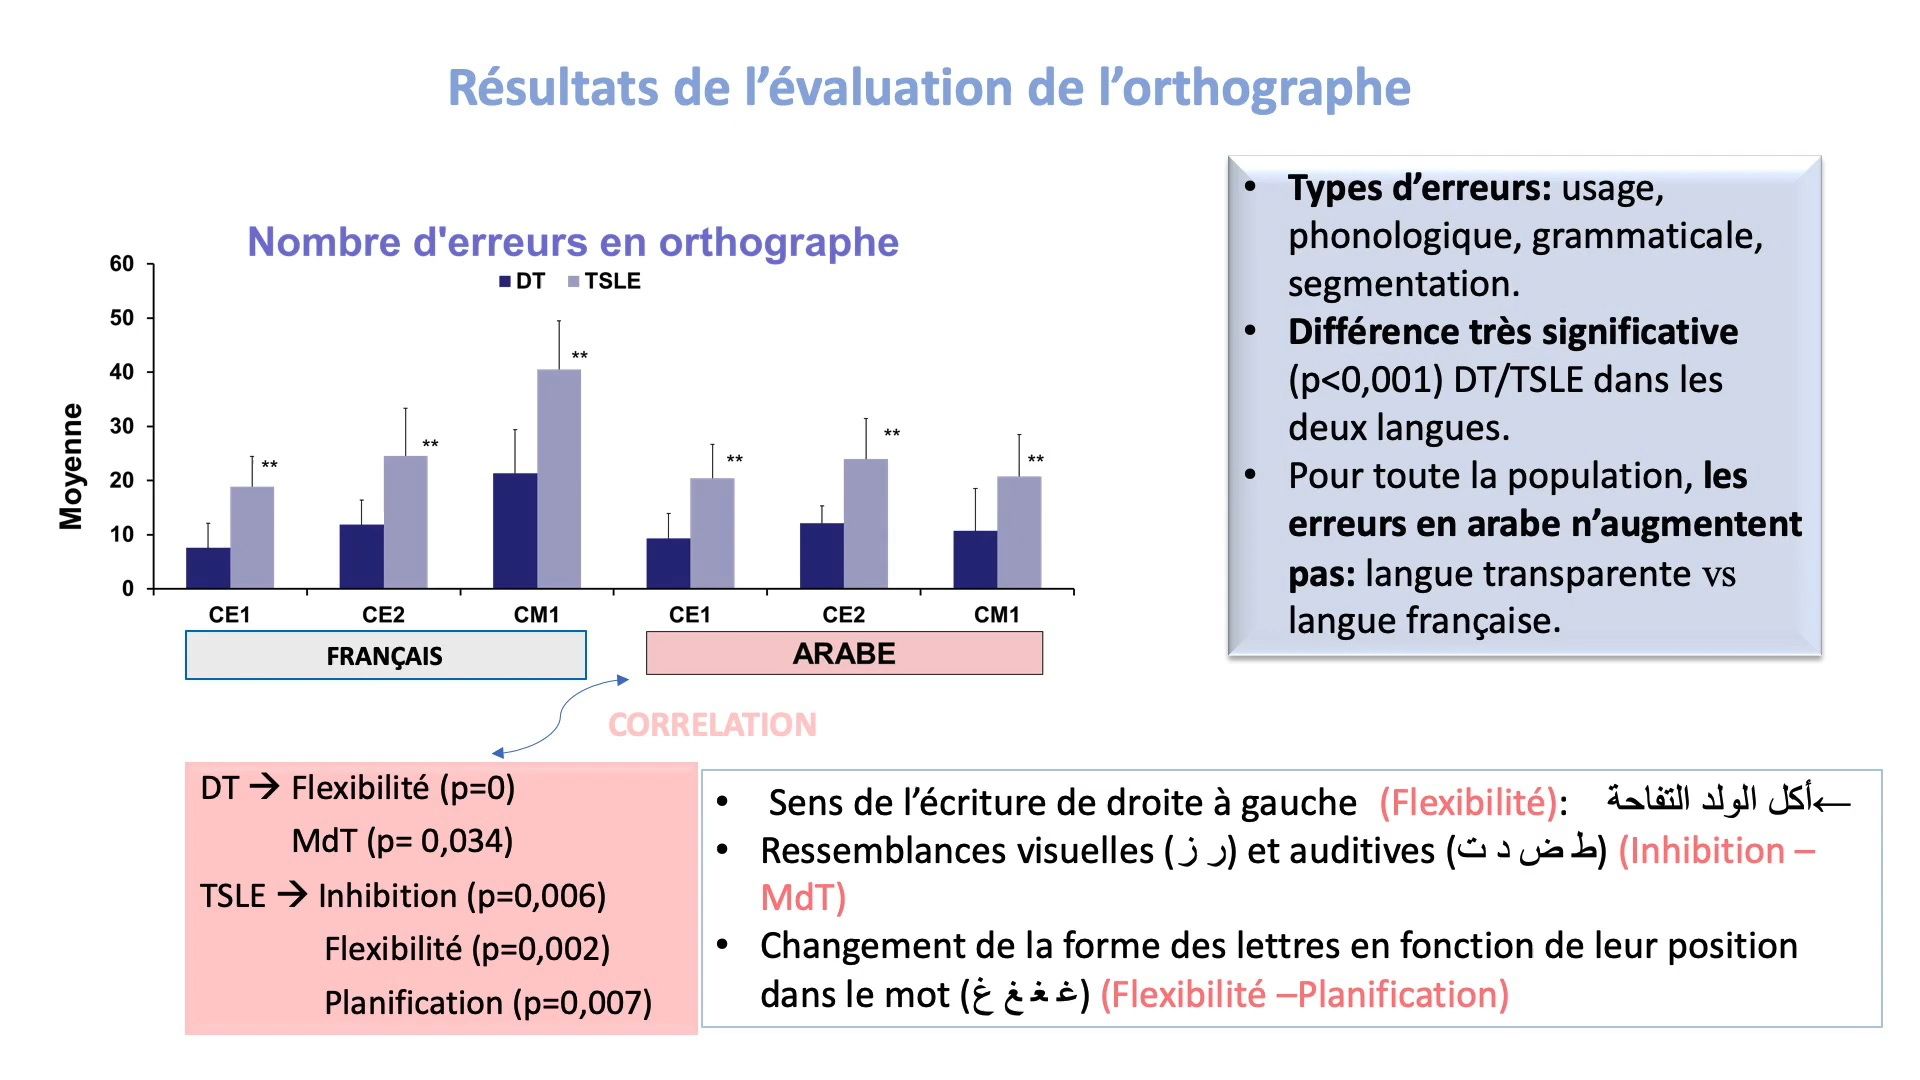 Résultats de l’évaluation de l’orthographe
Nombre d'erreurs en orthographe
DT TSLE
Moyenne
60
50
40
30
20
10
0
**
**
**
**
**
**
CE1 CE2 CM1 CE1 CE2 CM1
FRANÇAIS
ARABE
• Types d’erreurs: usage,
phonologique, grammaticale,
segmentation.
• Différence très significative
(p<0,001) DT/TSLE dans les
deux langues.
• Pour toute la population, les
erreurs en arabe n’augmentent
pas: langue transparente vs
langue française.
CORRELATION
DT → Flexibilité (p=0)
MdT (p= 0,034)
TSLE → Inhibition (p=0,006)
Flexibilité (p=0,002)
Planification (p=0,007)
• Sens de l’écriture de droite à gauche (Flexibilité): أكل الولد التفاحة←
• Ressemblances visuelles (ر ز) et auditives (ط ض د ت) (Inhibition –
MdT)
• Changement de la forme des lettres en fonction de leur position
dans le mot (غـ ـغـ ـغ غ) (Flexibilité –Planification)